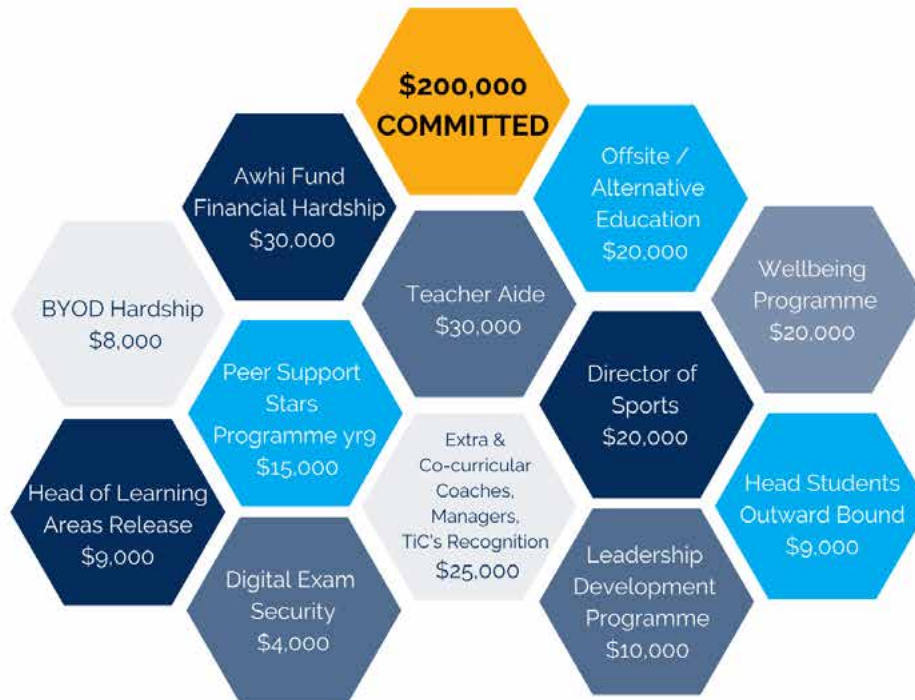 $200,000
COMMITTED
Awhi Fund
Financial Hardship
$30,000
Offsite /
Alternative
Education
$20,000
BYOD Hardship
$8,000
Teacher Aide
$30,000
Wellbeing
Programme
$20,000
Peer Support
Stars
Programme yr9
$15,000
Director of
Sports
$20,000
Head of Learning
Areas Release
$9,000
Extra &
Co-curricular
Coaches,
Managers,
TiC's Recognition
$25,000
Head Students
Outward Bound
$9,000
Digital Exam
Security
$4,000
Leadership
Development
Programme
$10,000